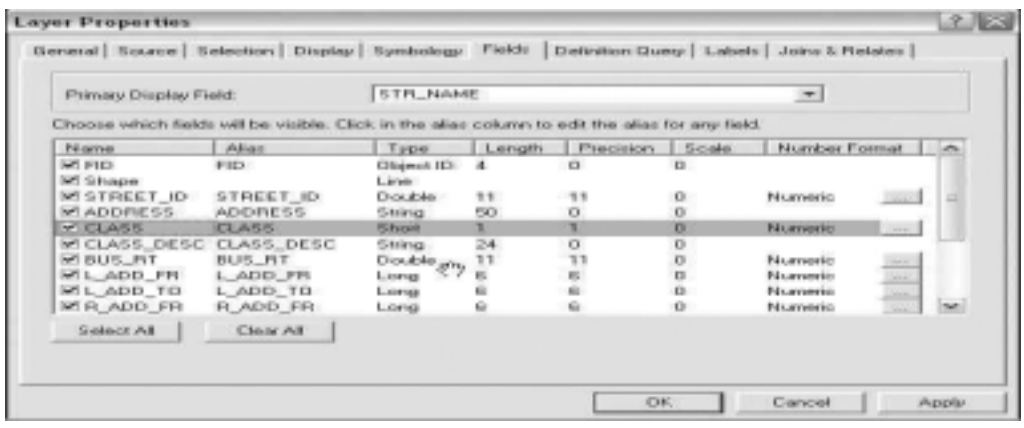 Layer Properties
General Source Selection Display Symbology Fields Definition Query Labels Joins & Relates
Primary Display Field: STR_NAME
Choose which fields will be visible. Click in the alias column to edit the alias for any field.
Name Alias Type Length Precision Scale Number Format
FID FID Object ID 4 0 0
Shape Line
STREET_ID STREET_ID Double 11 11 0 Numeric ...
ADDRESS ADDRESS String 50 0 0
CLASS CLASS Short 1 1 0 Numeric ...
CLASS_DESC CLASS_DESC String 24 0 0
BUS_RT BUS_RT Double 11 11 0 Numeric ...
L_ADD_FR L_ADD_FR Long 6 6 0 Numeric ...
L_ADD_TO L_ADD_TO Long 6 6 0 Numeric ...
R_ADD_FR R_ADD_FR Long 6 6 0 Numeric ...
Select All Clear All
OK Cancel Apply